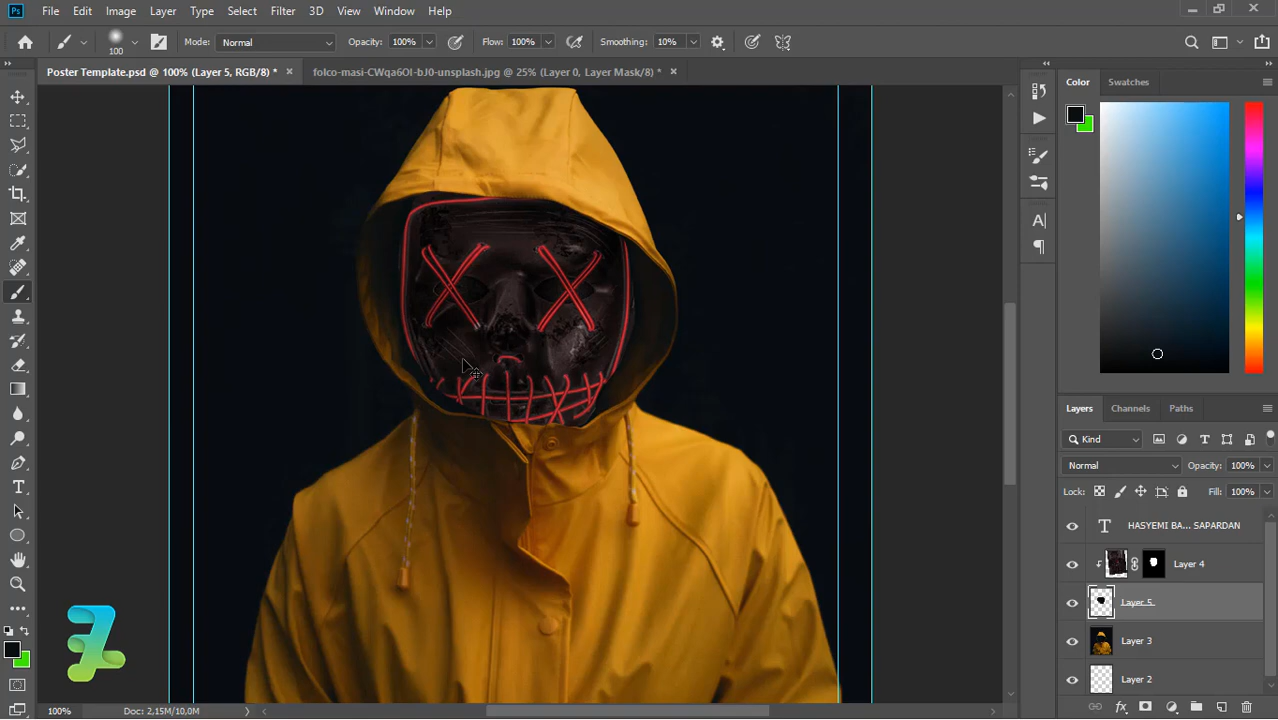 Ps File Edit Image Layer Type Select Filter 3D View Window Help
100 Mode: Normal Opacity: 100% Flow: 100% Smoothing: 10%
Poster Template.psd @ 100% (Layer 5, RGB/8) * × folco-masi-CWqa6OI-bJ0-unsplash.jpg @ 25% (Layer 0, Layer Mask/8) * ×
Color Swatches
Layers Channels Paths
Kind
Normal Opacity: 100%
Lock: Fill: 100%
T HASYEMI BA... SAPARDAN
Layer 4
Layer 5
Layer 3
Layer 2
100% Doc: 2,15M/10,0M